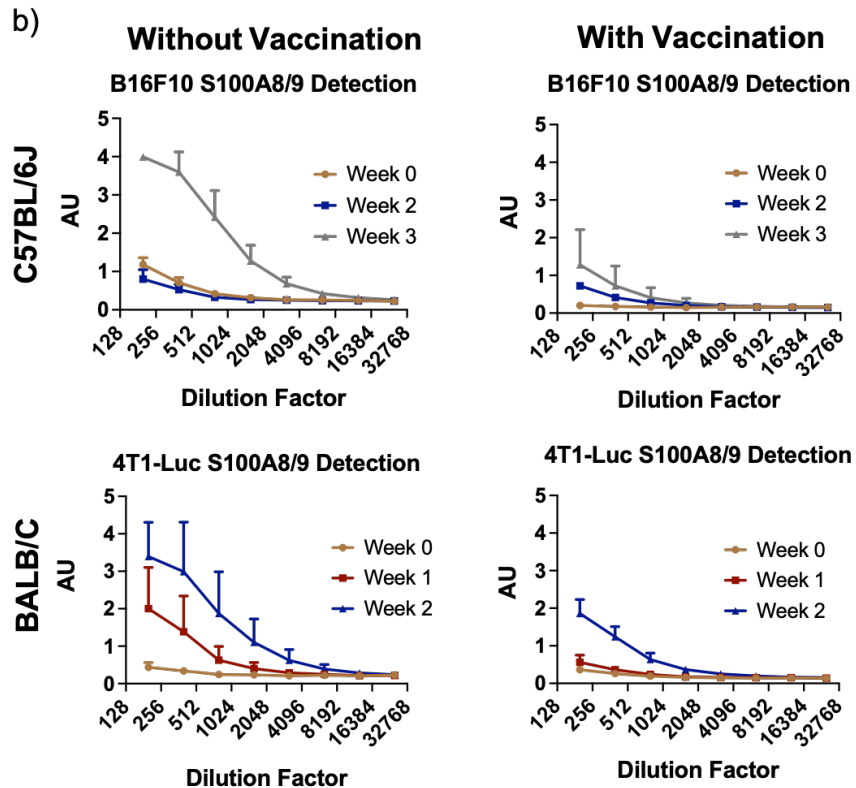 b)
Without Vaccination
With Vaccination
C57BL/6J
B16F10 S100A8/9 Detection
5
4
3
2
1
0
AU
Week 0
Week 2
Week 3
128
256
512
1024
2048
4096
8192
16384
32768
Dilution Factor
B16F10 S100A8/9 Detection
5
4
3
2
1
0
AU
Week 0
Week 2
Week 3
128
256
512
1024
2048
4096
8192
16384
32768
Dilution Factor
BALB/C
4T1-Luc S100A8/9 Detection
5
4
3
2
1
0
AU
Week 0
Week 1
Week 2
128
256
512
1024
2048
4096
8192
16384
32768
Dilution Factor
4T1-Luc S100A8/9 Detection
5
4
3
2
1
0
AU
Week 0
Week 1
Week 2
128
256
512
1024
2048
4096
8192
16384
32768
Dilution Factor